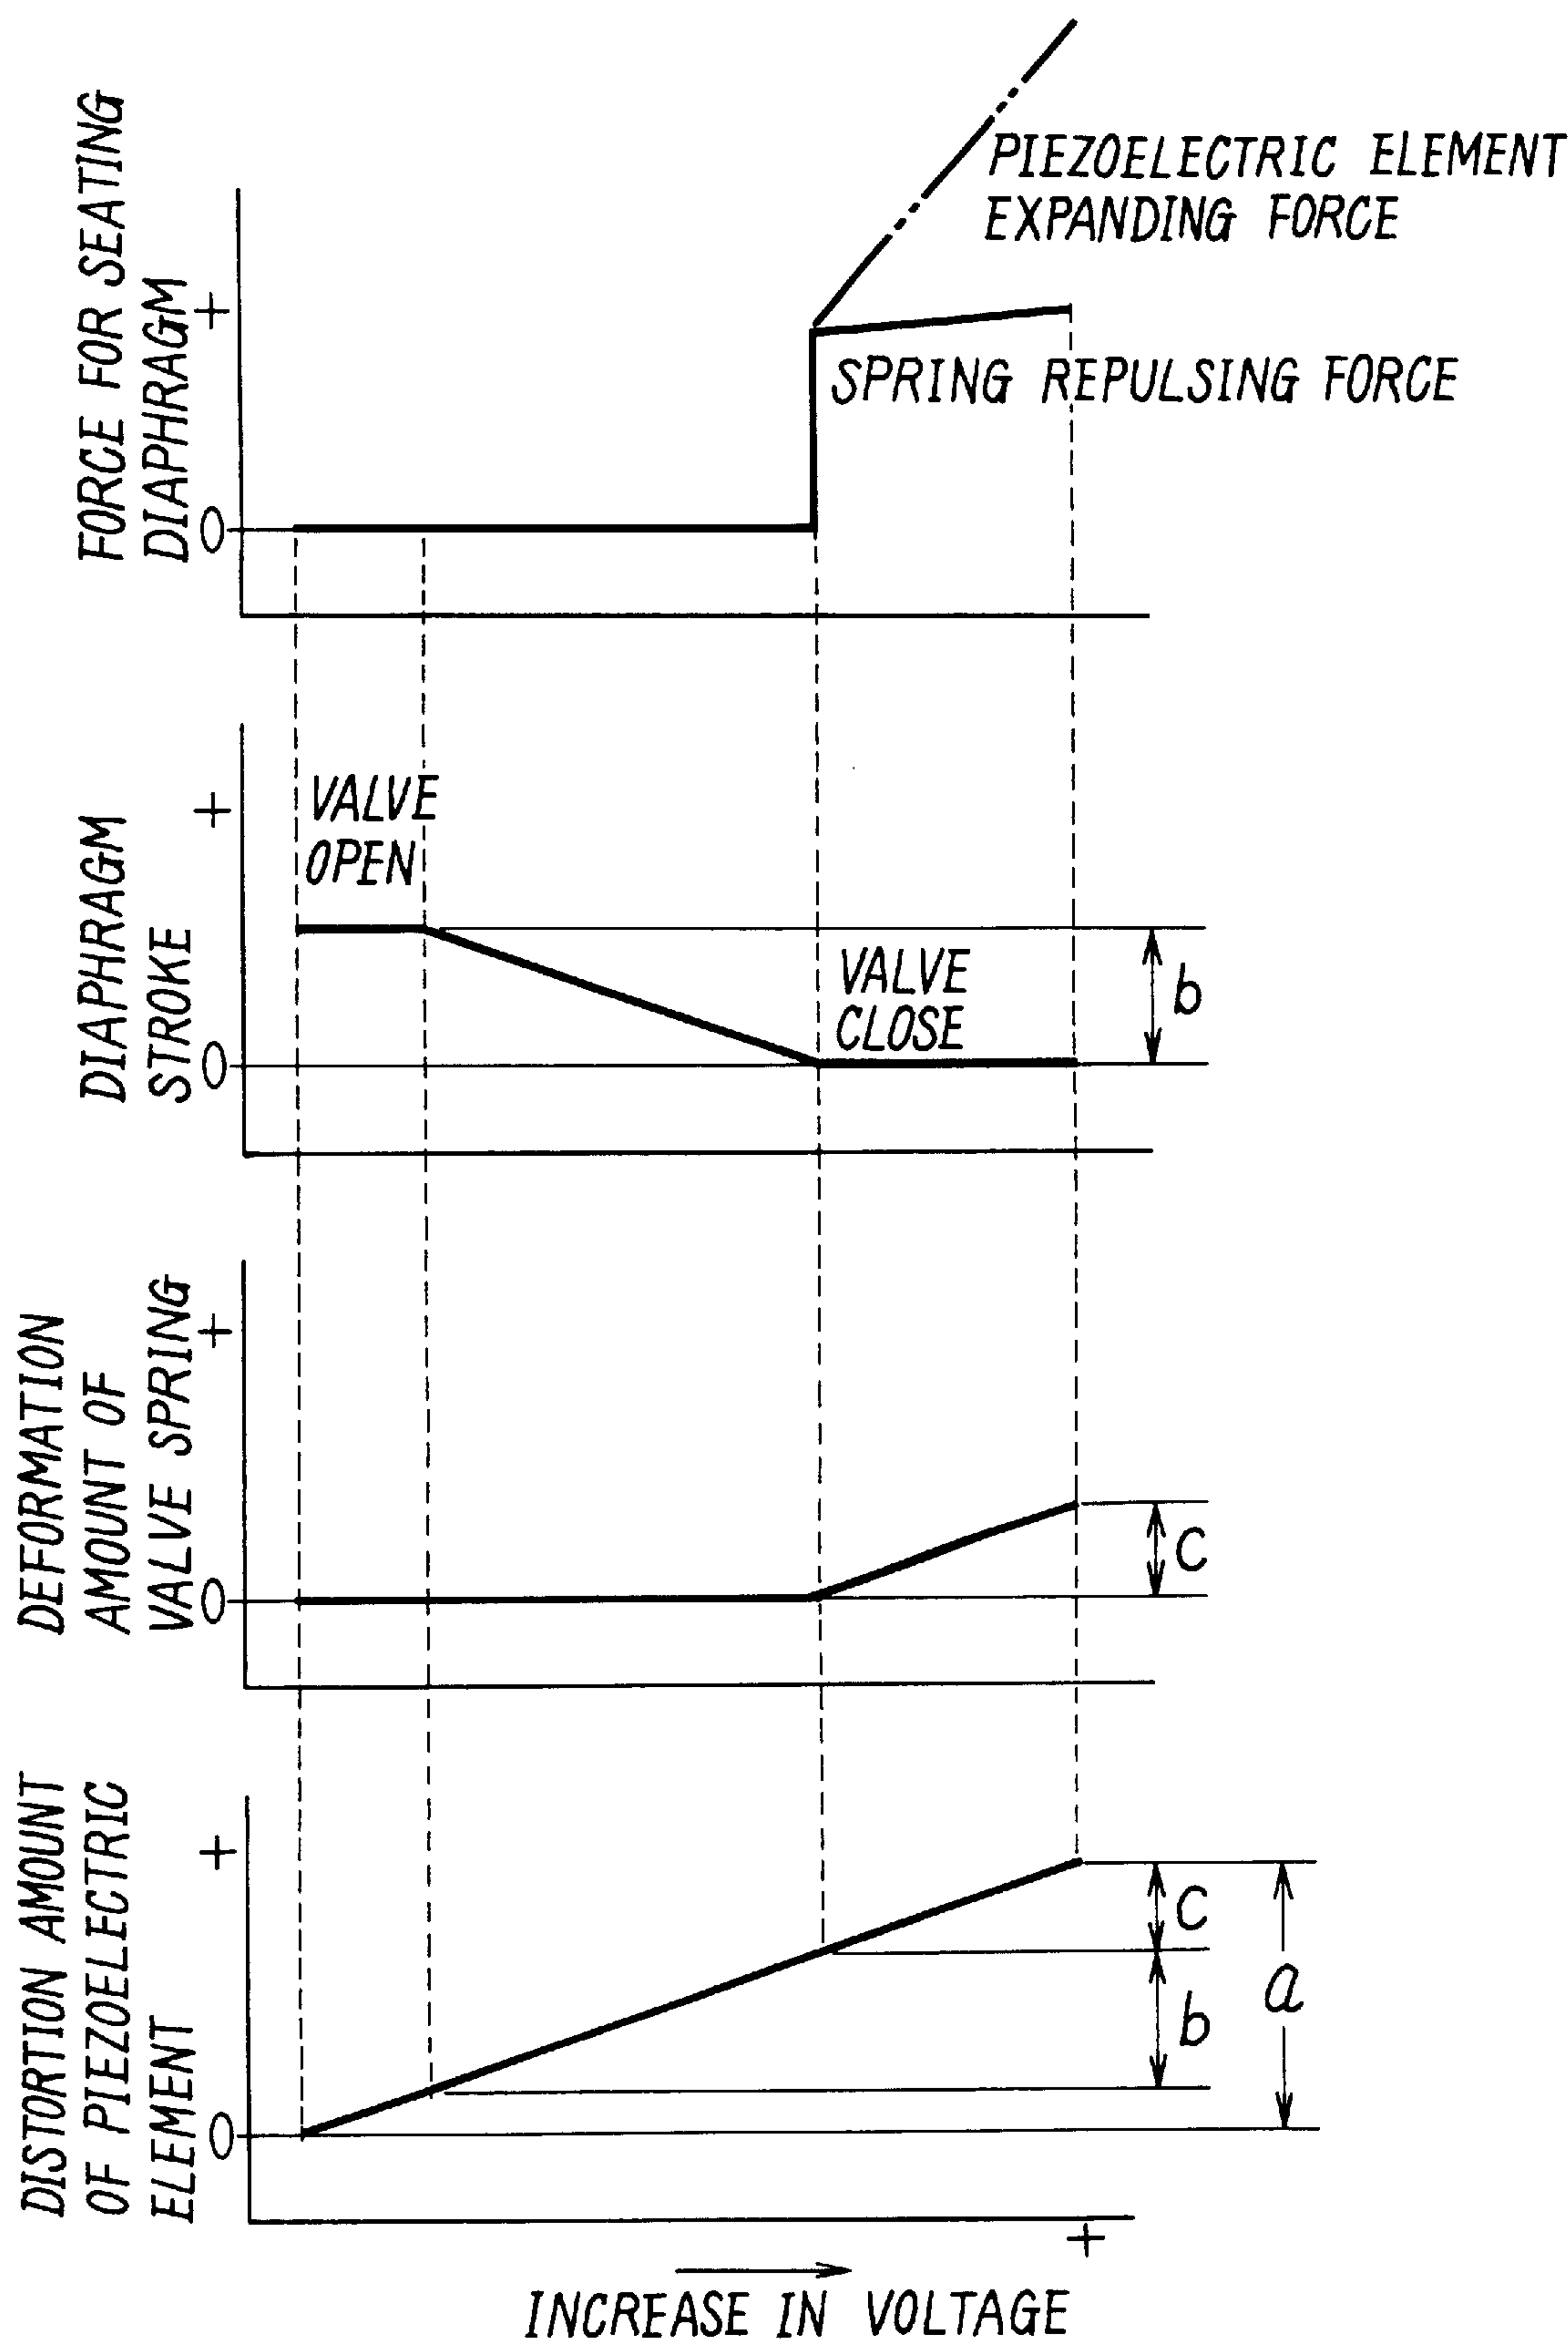 FORCE FOR SEATING
DIAPHRAGM
+
0
PIEZOELECTRIC ELEMENT
EXPANDING FORCE
SPRING REPULSING FORCE
DIAPHRAGM
STROKE
+
0
VALVE
OPEN
VALVE
CLOSE
b
DEFORMATION
AMOUNT OF
VALVE SPRING
+
0
c
DISTORTION AMOUNT
OF PIEZOELECTRIC
ELEMENT
+
0
c
b
a
+
INCREASE IN VOLTAGE